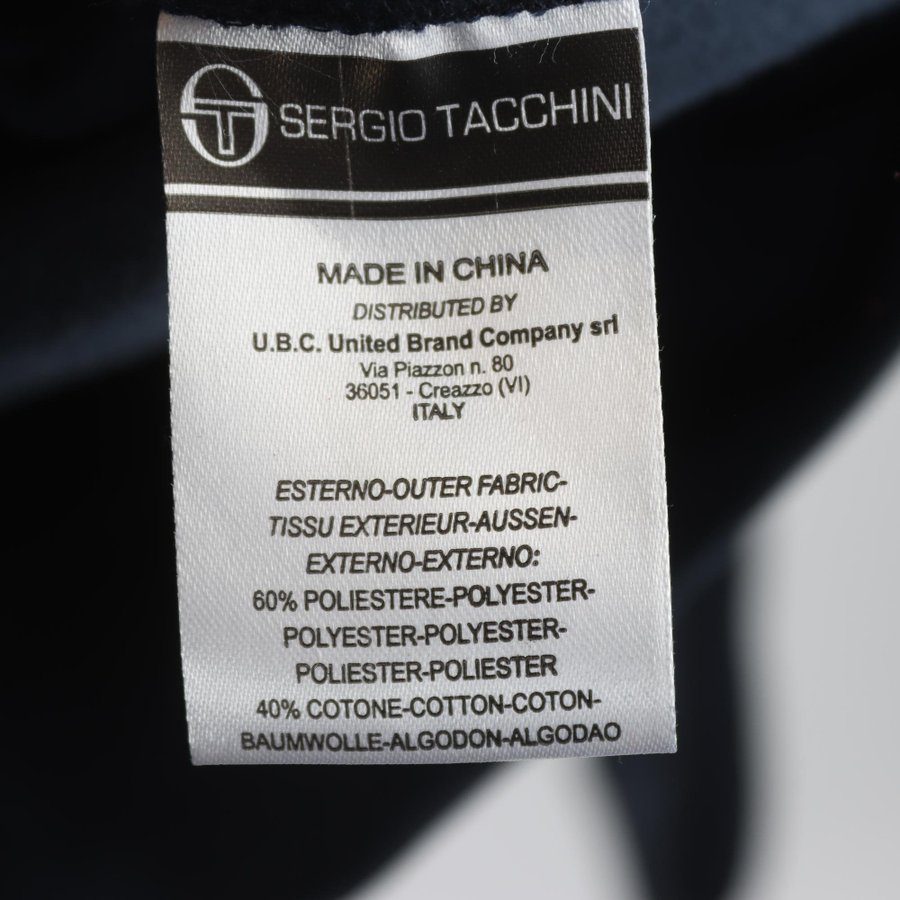 SERGIO TACCHINI
MADE IN CHINA
DISTRIBUTED BY
U.B.C. United Brand Company srl
Via Piazzon n. 80
36051 - Creazzo (VI)
ITALY
ESTERNO-OUTER FABRIC-
TISSU EXTERIEUR-AUSSEN-
EXTERNO-EXTERNO:
60% POLIESTERE-POLYESTER-
POLYESTER-POLYESTER-
POLIESTER-POLIESTER
40% COTONE-COTTON-COTON-
BAUMWOLLE-ALGODON-ALGODAO